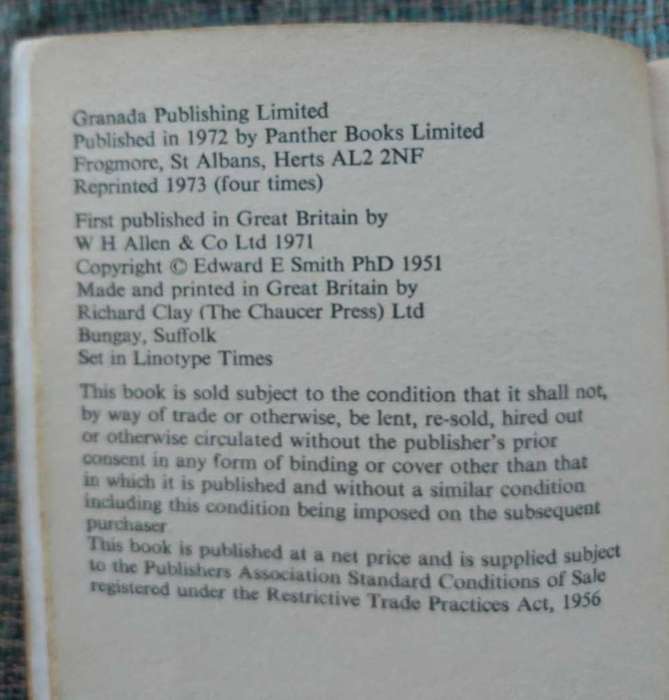 Granada Publishing Limited
Published in 1972 by Panther Books Limited
Frogmore, St Albans, Herts AL2 2NF
Reprinted 1973 (four times)
First published in Great Britain by
W H Allen & Co Ltd 1971
Copyright © Edward E Smith PhD 1951
Made and printed in Great Britain by
Richard Clay (The Chaucer Press) Ltd
Bungay, Suffolk
Set in Linotype Times
This book is sold subject to the condition that it shall not,
by way of trade or otherwise, be lent, re-sold, hired out
or otherwise circulated without the publisher's prior
consent in any form of binding or cover other than that
in which it is published and without a similar condition
including this condition being imposed on the subsequent
purchaser
This book is published at a net price and is supplied subject
to the Publishers Association Standard Conditions of Sale
registered under the Restrictive Trade Practices Act, 1956